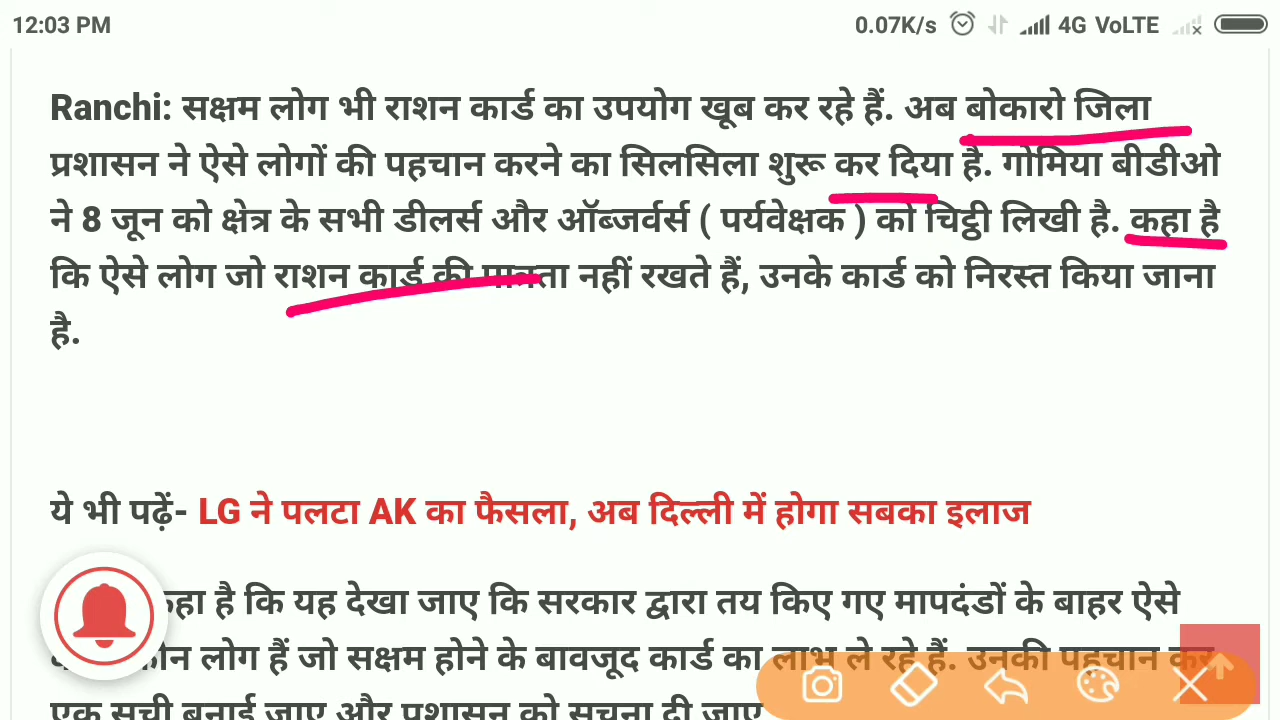 12:03 PM 0.07K/s 4G VoLTE
Ranchi: सक्षम लोग भी राशन कार्ड का उपयोग खूब कर रहे हैं. अब बोकारो जिला
प्रशासन ने ऐसे लोगों की पहचान करने का सिलसिला शुरू कर दिया है. गोमिया बीडीओ
ने 8 जून को क्षेत्र के सभी डीलर्स और ऑब्जर्वर्स ( पर्यवेक्षक ) को चिट्ठी लिखी है. कहा है
कि ऐसे लोग जो राशन कार्ड की पात्रता नहीं रखते हैं, उनके कार्ड को निरस्त किया जाना
है.
ये भी पढ़ें- LG ने पलटा AK का फैसला, अब दिल्ली में होगा सबका इलाज
कहा है कि यह देखा जाए कि सरकार द्वारा तय किए गए मापदंडों के बाहर ऐसे
कौन लोग हैं जो सक्षम होने के बावजूद कार्ड का लाभ ले रहे हैं. उनकी पहचान कर
एक सूची बनाई जाए और प्रशासन को सूचना दी जाए